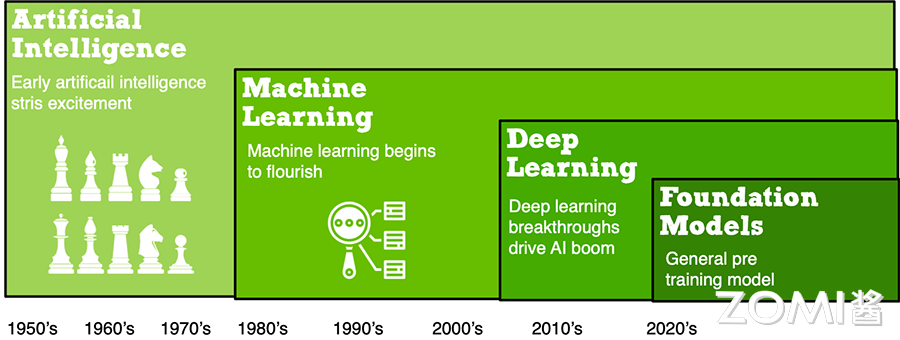 Artificial
Intelligence
Early artificail intelligence
stris excitement
Machine
Learning
Machine learning begins
to flourish
Deep
Learning
Deep learning
breakthroughs
drive AI boom
Foundation
Models
General pre
training model
ZOMI酱
1950's 1960's 1970's 1980's 1990's 2000's 2010's 2020's